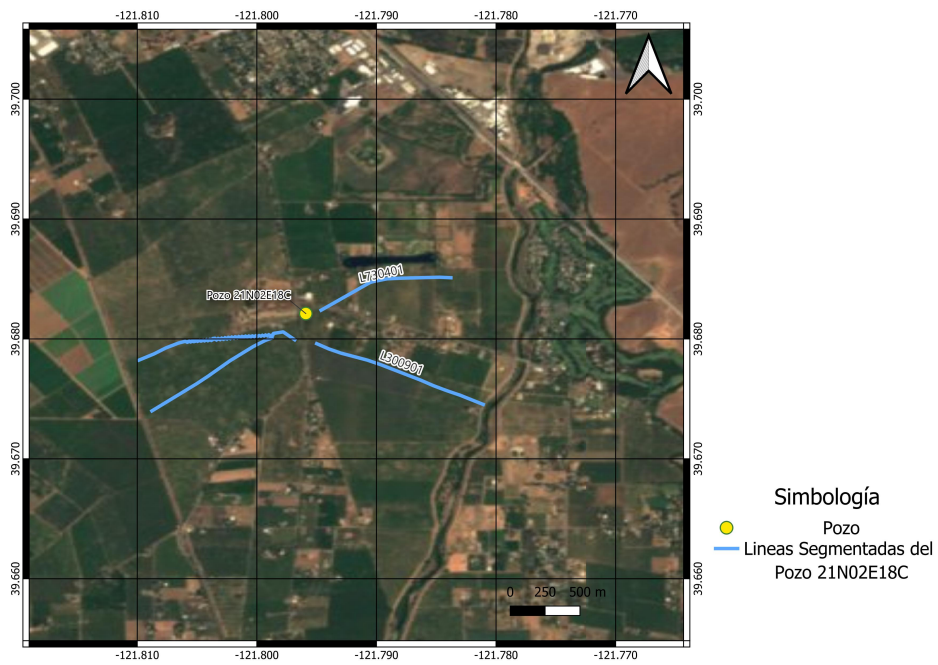 -121.810 -121.800 -121.790 -121.780 -121.770
39.700 39.700
39.690 39.690
L730401
Pozo 21N02E18C
39.680 39.680
L300901
39.670 39.670
Simbología
Pozo
Lineas Segmentadas del
Pozo 21N02E18C
39.660 39.660
0 250 500 m
-121.810 -121.800 -121.790 -121.780 -121.770